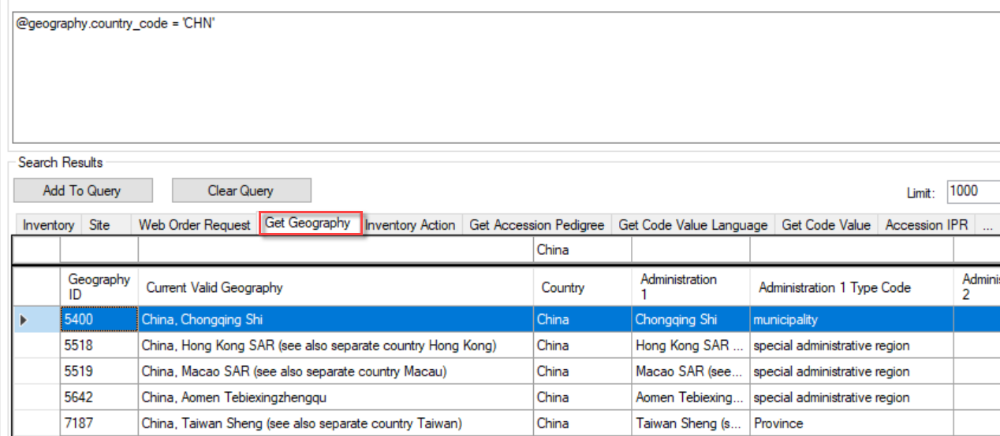 @geography.country_code = 'CHN'
Search Results
Add To Query Clear Query Limit: 1000
Inventory Site Web Order Request Get Geography Inventory Action Get Accession Pedigree Get Code Value Language Get Code Value Accession IPR ...
China
Geography ID Current Valid Geography Country Administration 1 Administration 1 Type Code Adminis 2
5400 China, Chongqing Shi China Chongqing Shi municipality
5518 China, Hong Kong SAR (see also separate country Hong Kong) China Hong Kong SAR ... special administrative region
5519 China, Macao SAR (see also separate country Macau) China Macao SAR (see... special administrative region
5642 China, Aomen Tebiexingzhengqu China Aomen Tebiexing... special administrative region
7187 China, Taiwan Sheng (see also separate country Taiwan) China Taiwan Sheng (s... Province